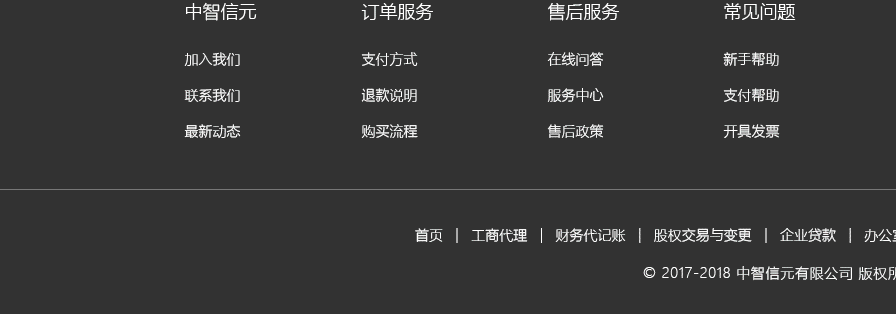 中智信元 订单服务 售后服务 常见问题
加入我们 支付方式 在线问答 新手帮助
联系我们 退款说明 服务中心 支付帮助
最新动态 购买流程 售后政策 开具发票
首页 | 工商代理 | 财务代记账 | 股权交易与变更 | 企业贷款 | 办公
© 2017-2018 中智信元有限公司 版权